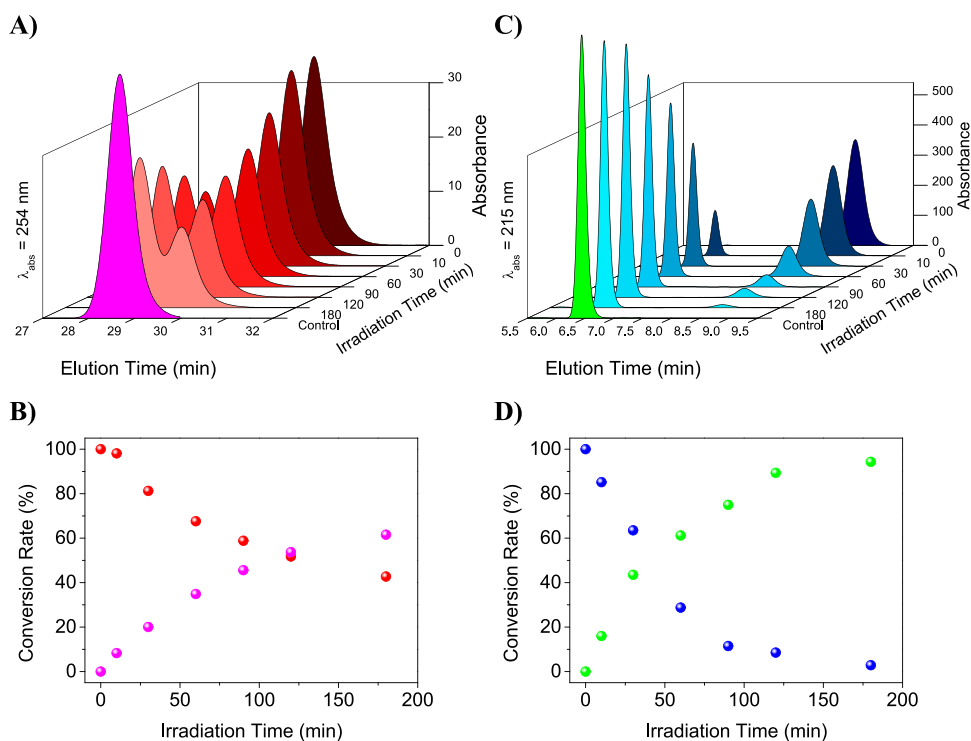 A)
λabs = 254 nm
30
20
10
0
Absorbance
27 28 29 30 31 32
Control 180 120 90 60 30 10 0
Elution Time (min)
Irradiation Time (min)
C)
λabs = 215 nm
500
400
300
200
100
0
Absorbance
5.5 6.0 6.5 7.0 7.5 8.0 8.5 9.0 9.5
Control 180 120 90 60 30 10 0
Elution Time (min)
Irradiation Time (min)
B)
Conversion Rate (%)
100
80
60
40
20
0
0 50 100 150 200
Irradiation Time (min)
D)
Conversion Rate (%)
100
80
60
40
20
0
0 50 100 150 200
Irradiation Time (min)